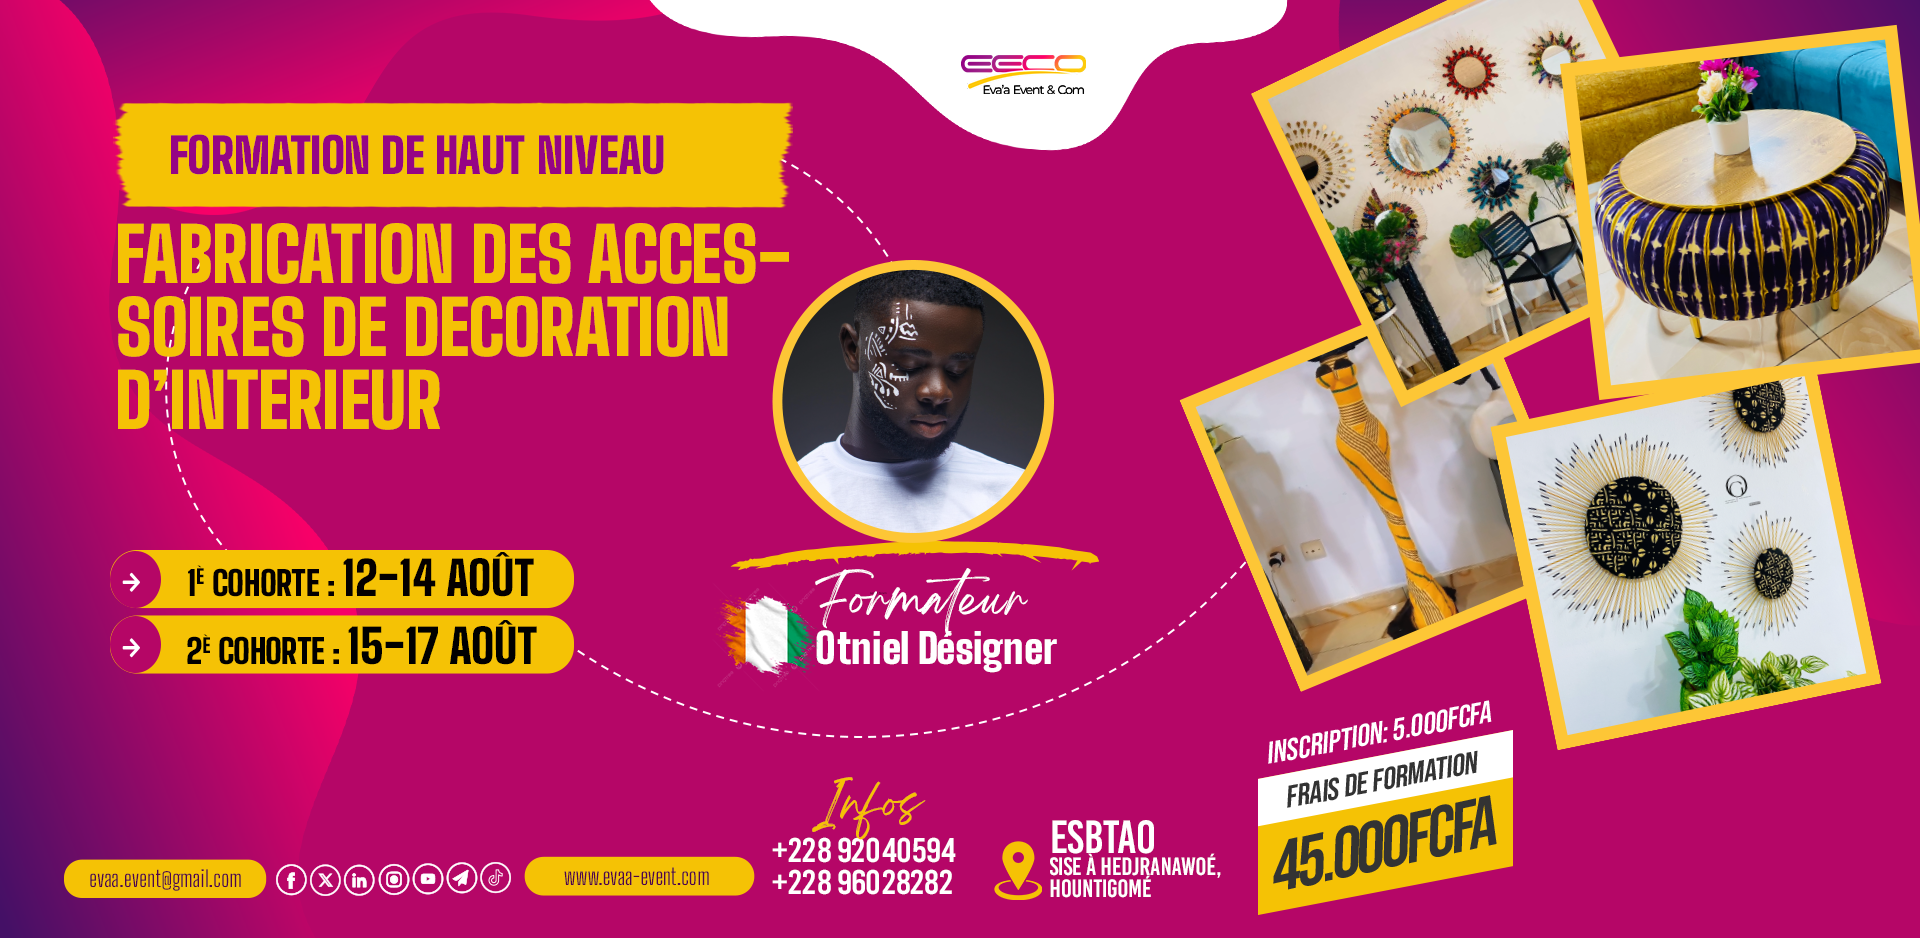 EECO
Eva'a Event & Com
FORMATION DE HAUT NIVEAU
FABRICATION DES ACCES-
SOIRES DE DECORATION
D'INTERIEUR
1È COHORTE : 12-14 AOÛT
2È COHORTE : 15-17 AOÛT
Formateur
Otniel Désigner
INSCRIPTION: 5.000FCFA
FRAIS DE FORMATION
45.000FCFA
Infos
+228 92040594
+228 96028282
ESBTAO
SISE À HEDJRANAWOÉ,
HOUNTIGOMÉ
evaa.event@gmail.com
www.evaa-event.com